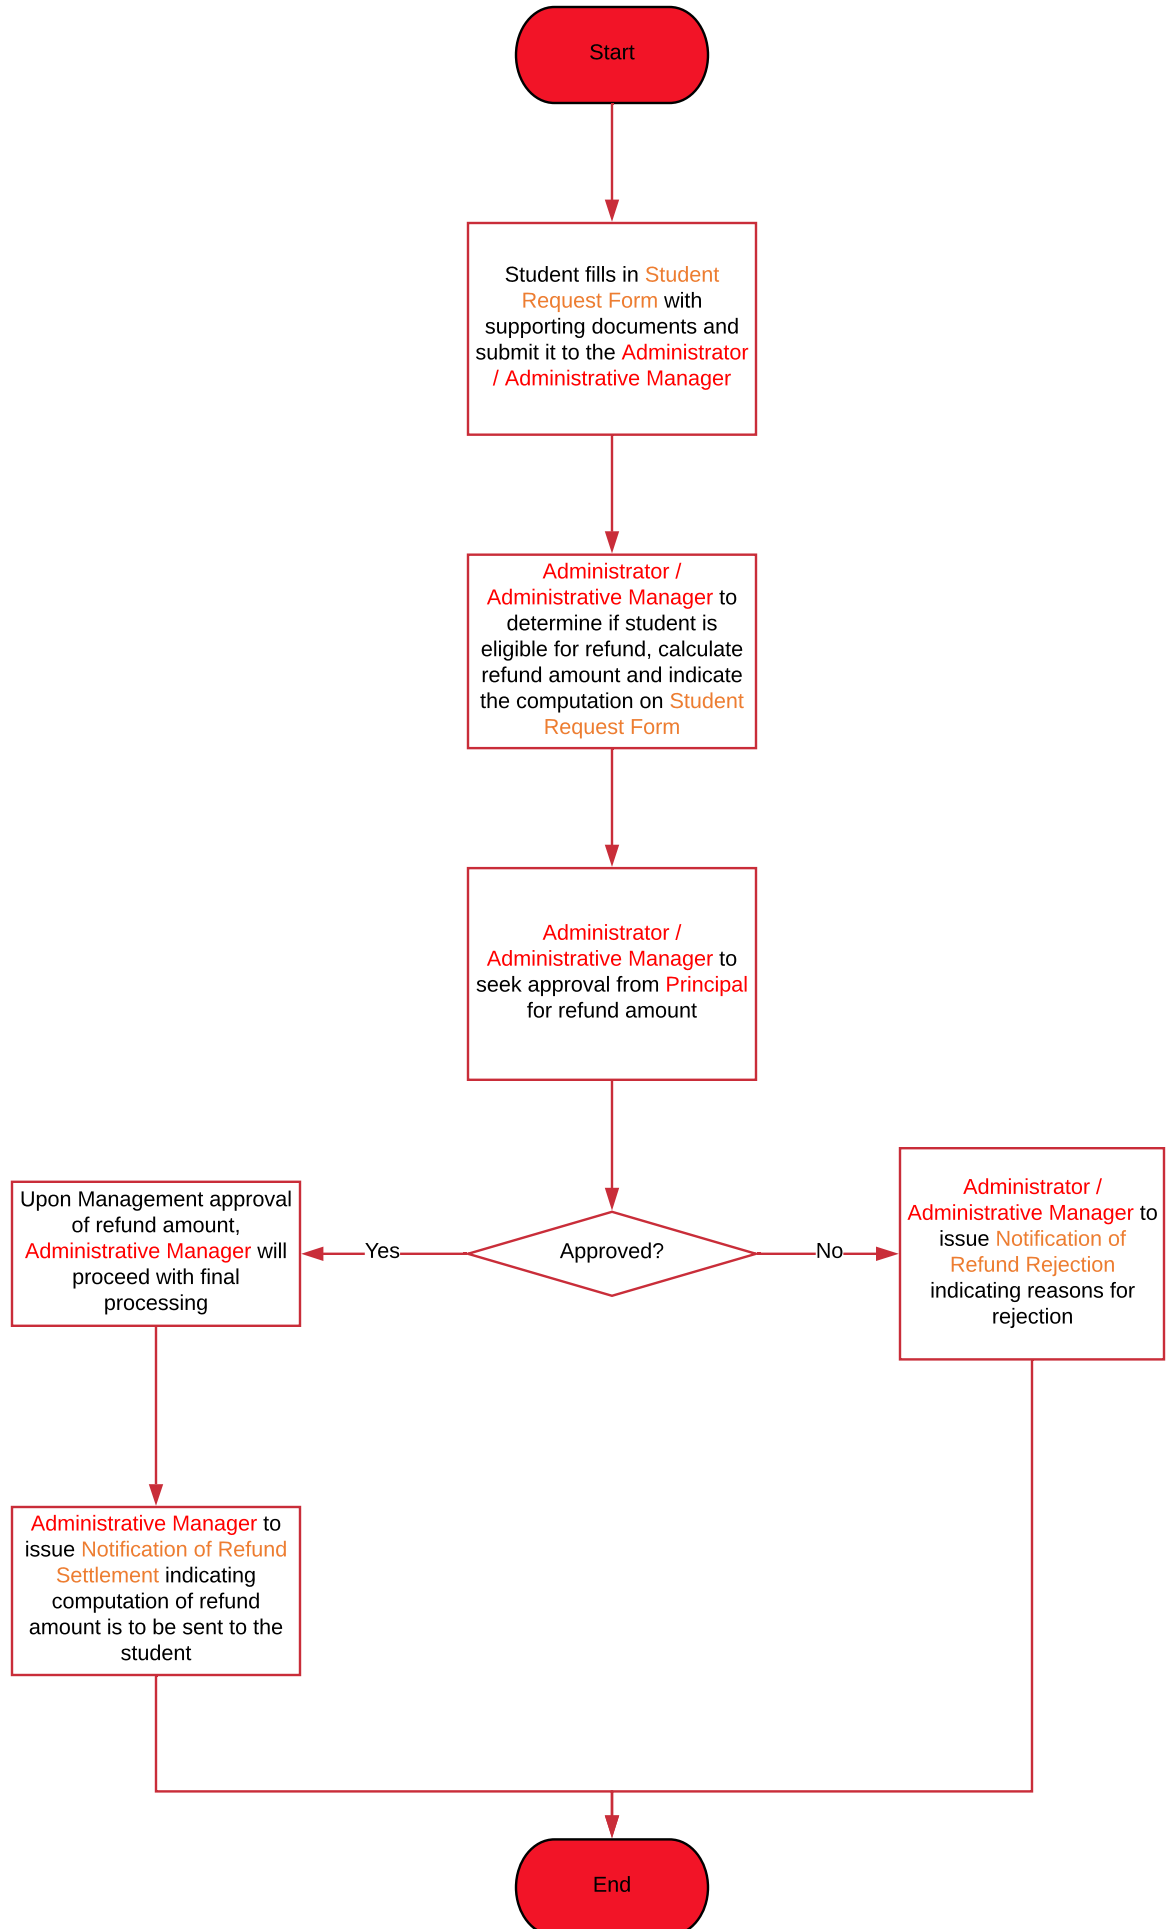 Start
Student fills in Student
Request Form with
supporting documents and
submit it to the Administrator
/ Administrative Manager
Administrator /
Administrative Manager to
determine if student is
eligible for refund, calculate
refund amount and indicate
the computation on Student
Request Form
Administrator /
Administrative Manager to
seek approval from Principal
for refund amount
Approved?
Yes
No
Upon Management approval
of refund amount,
Administrative Manager will
proceed with final
processing
Administrator /
Administrative Manager to
issue Notification of
Refund Rejection
indicating reasons for
rejection
Administrative Manager to
issue Notification of Refund
Settlement indicating
computation of refund
amount is to be sent to the
student
End